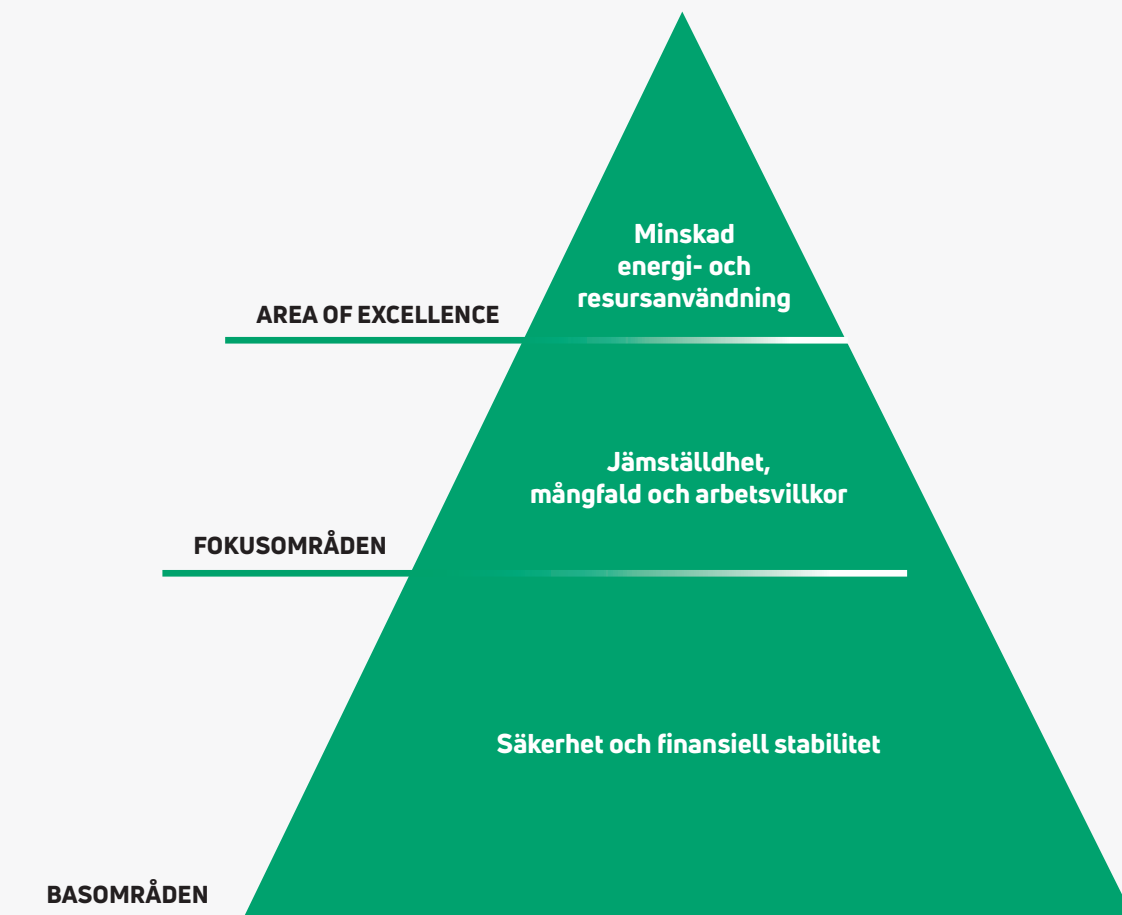 Minskad
energi- och
resursanvändning
AREA OF EXCELLENCE
Jämställdhet,
mångfald och arbetsvillkor
FOKUSOMRÅDEN
Säkerhet och finansiell stabilitet
BASOMRÅDEN